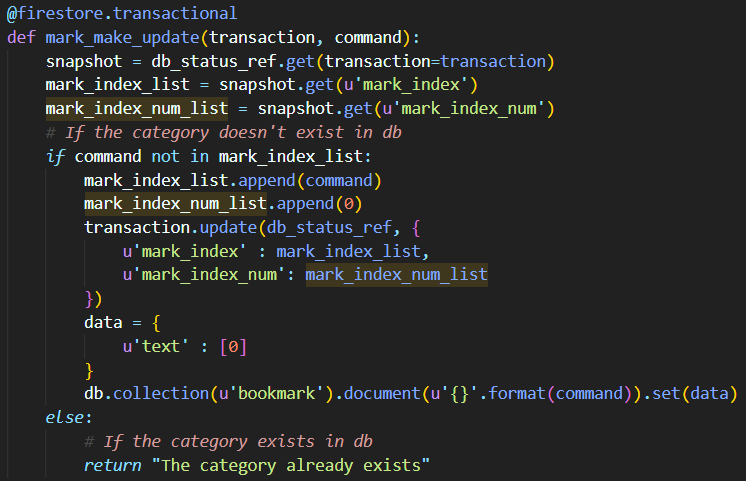 @firestore.transactional
def mark_make_update(transaction, command):
    snapshot = db_status_ref.get(transaction=transaction)
    mark_index_list = snapshot.get(u'mark_index')
    mark_index_num_list = snapshot.get(u'mark_index_num')
    # If the category doesn't exist in db
    if command not in mark_index_list:
        mark_index_list.append(command)
        mark_index_num_list.append(0)
        transaction.update(db_status_ref, {
            u'mark_index' : mark_index_list,
            u'mark_index_num': mark_index_num_list
        })
        data = {
            u'text' : [0]
        }
        db.collection(u'bookmark').document(u'{}'.format(command)).set(data)
    else:
        # If the category exists in db
        return "The category already exists"